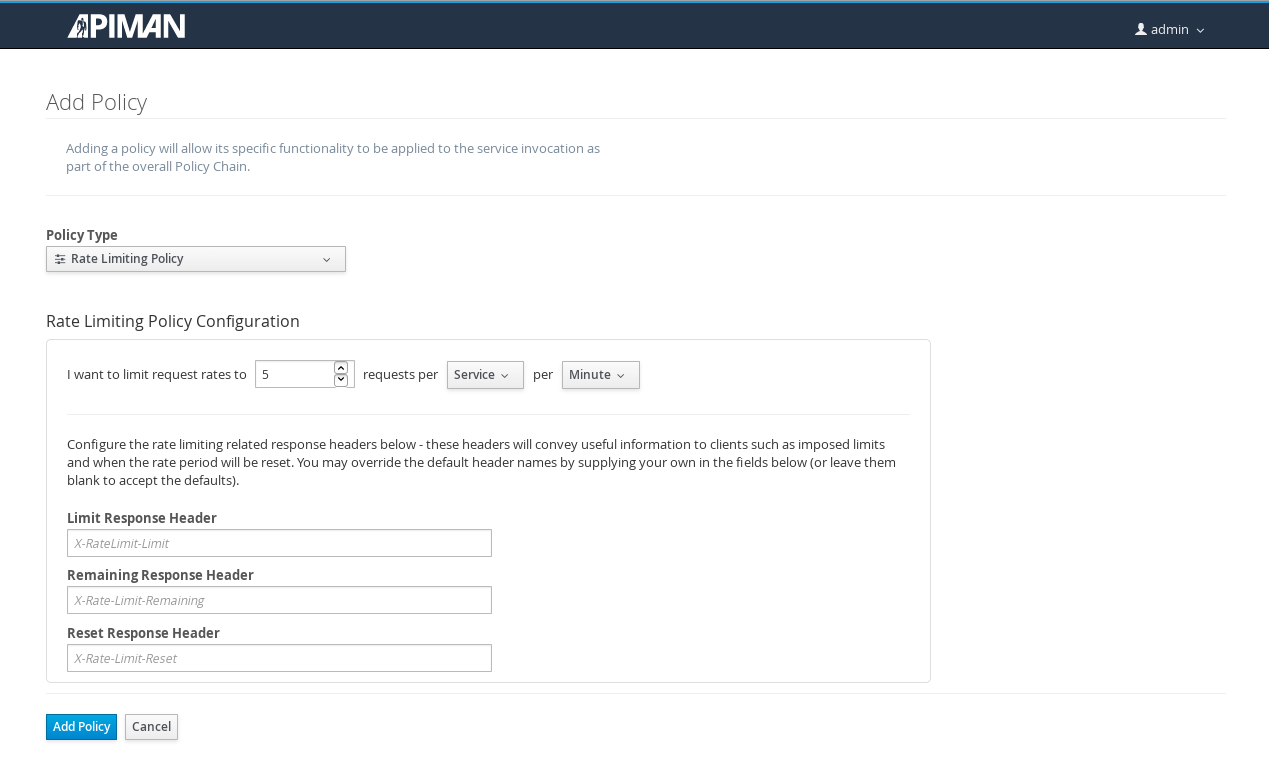 APIMAN
admin
Add Policy
Adding a policy will allow its specific functionality to be applied to the service invocation as
part of the overall Policy Chain.
Policy Type
Rate Limiting Policy
Rate Limiting Policy Configuration
I want to limit request rates to 5 requests per Service per Minute
Configure the rate limiting related response headers below - these headers will convey useful information to clients such as imposed limits
and when the rate period will be reset. You may override the default header names by supplying your own in the fields below (or leave them
blank to accept the defaults).
Limit Response Header
X-RateLimit-Limit
Remaining Response Header
X-Rate-Limit-Remaining
Reset Response Header
X-Rate-Limit-Reset
Add Policy Cancel